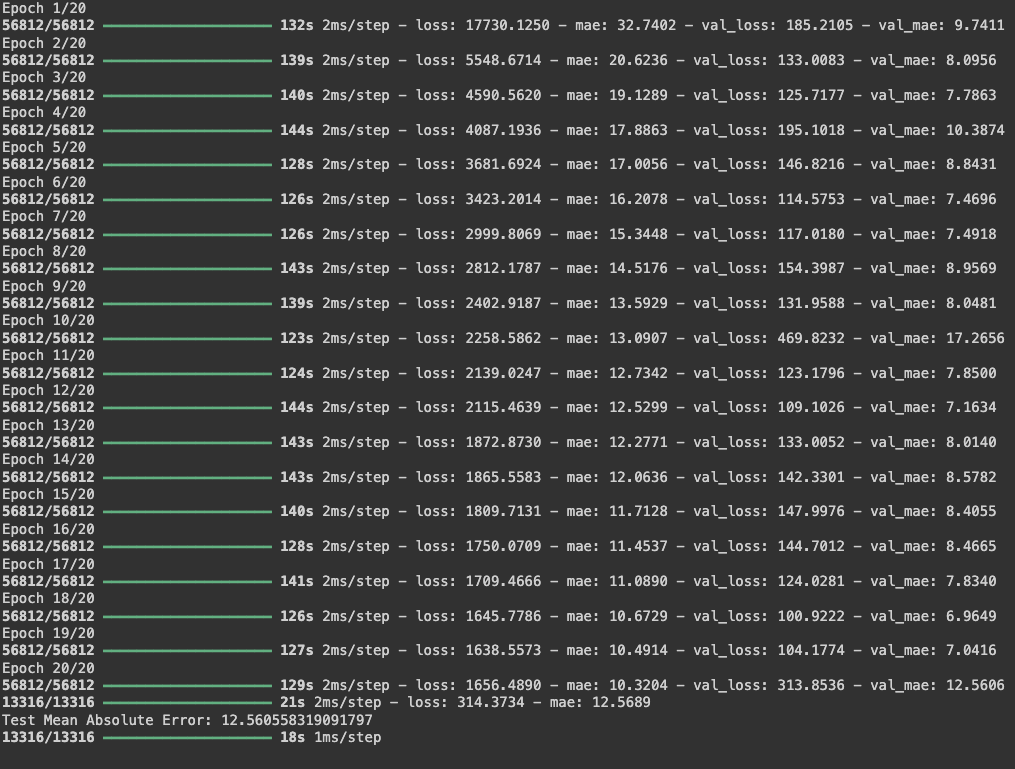 Epoch 1/20
56812/56812 ━━━━━━━━━━━━━━━━━━━━ 132s 2ms/step – loss: 17730.1250 – mae: 32.7402 – val_loss: 185.2105 – val_mae: 9.7411
Epoch 2/20
56812/56812 ━━━━━━━━━━━━━━━━━━━━ 139s 2ms/step – loss: 5548.6714 – mae: 20.6236 – val_loss: 133.0083 – val_mae: 8.0956
Epoch 3/20
56812/56812 ━━━━━━━━━━━━━━━━━━━━ 140s 2ms/step – loss: 4590.5620 – mae: 19.1289 – val_loss: 125.7177 – val_mae: 7.7863
Epoch 4/20
56812/56812 ━━━━━━━━━━━━━━━━━━━━ 144s 2ms/step – loss: 4087.1936 – mae: 17.8863 – val_loss: 195.1018 – val_mae: 10.3874
Epoch 5/20
56812/56812 ━━━━━━━━━━━━━━━━━━━━ 128s 2ms/step – loss: 3681.6924 – mae: 17.0056 – val_loss: 146.8216 – val_mae: 8.8431
Epoch 6/20
56812/56812 ━━━━━━━━━━━━━━━━━━━━ 126s 2ms/step – loss: 3423.2014 – mae: 16.2078 – val_loss: 114.5753 – val_mae: 7.4696
Epoch 7/20
56812/56812 ━━━━━━━━━━━━━━━━━━━━ 126s 2ms/step – loss: 2999.8069 – mae: 15.3448 – val_loss: 117.0180 – val_mae: 7.4918
Epoch 8/20
56812/56812 ━━━━━━━━━━━━━━━━━━━━ 143s 2ms/step – loss: 2812.1787 – mae: 14.5176 – val_loss: 154.3987 – val_mae: 8.9569
Epoch 9/20
56812/56812 ━━━━━━━━━━━━━━━━━━━━ 139s 2ms/step – loss: 2402.9187 – mae: 13.5929 – val_loss: 131.9588 – val_mae: 8.0481
Epoch 10/20
56812/56812 ━━━━━━━━━━━━━━━━━━━━ 123s 2ms/step – loss: 2258.5862 – mae: 13.0907 – val_loss: 469.8232 – val_mae: 17.2656
Epoch 11/20
56812/56812 ━━━━━━━━━━━━━━━━━━━━ 124s 2ms/step – loss: 2139.0247 – mae: 12.7342 – val_loss: 123.1796 – val_mae: 7.8500
Epoch 12/20
56812/56812 ━━━━━━━━━━━━━━━━━━━━ 144s 2ms/step – loss: 2115.4639 – mae: 12.5299 – val_loss: 109.1026 – val_mae: 7.1634
Epoch 13/20
56812/56812 ━━━━━━━━━━━━━━━━━━━━ 143s 2ms/step – loss: 1872.8730 – mae: 12.2771 – val_loss: 133.0052 – val_mae: 8.0140
Epoch 14/20
56812/56812 ━━━━━━━━━━━━━━━━━━━━ 143s 2ms/step – loss: 1865.5583 – mae: 12.0636 – val_loss: 142.3301 – val_mae: 8.5782
Epoch 15/20
56812/56812 ━━━━━━━━━━━━━━━━━━━━ 140s 2ms/step – loss: 1809.7131 – mae: 11.7128 – val_loss: 147.9976 – val_mae: 8.4055
Epoch 16/20
56812/56812 ━━━━━━━━━━━━━━━━━━━━ 128s 2ms/step – loss: 1750.0709 – mae: 11.4537 – val_loss: 144.7012 – val_mae: 8.4665
Epoch 17/20
56812/56812 ━━━━━━━━━━━━━━━━━━━━ 141s 2ms/step – loss: 1709.4666 – mae: 11.0890 – val_loss: 124.0281 – val_mae: 7.8340
Epoch 18/20
56812/56812 ━━━━━━━━━━━━━━━━━━━━ 126s 2ms/step – loss: 1645.7786 – mae: 10.6729 – val_loss: 100.9222 – val_mae: 6.9649
Epoch 19/20
56812/56812 ━━━━━━━━━━━━━━━━━━━━ 127s 2ms/step – loss: 1638.5573 – mae: 10.4914 – val_loss: 104.1774 – val_mae: 7.0416
Epoch 20/20
56812/56812 ━━━━━━━━━━━━━━━━━━━━ 129s 2ms/step – loss: 1656.4890 – mae: 10.3204 – val_loss: 313.8536 – val_mae: 12.5606
13316/13316 ━━━━━━━━━━━━━━━━━━━━ 21s 2ms/step – loss: 314.3734 – mae: 12.5689
Test Mean Absolute Error: 12.560558319091797
13316/13316 ━━━━━━━━━━━━━━━━━━━━ 18s 1ms/step